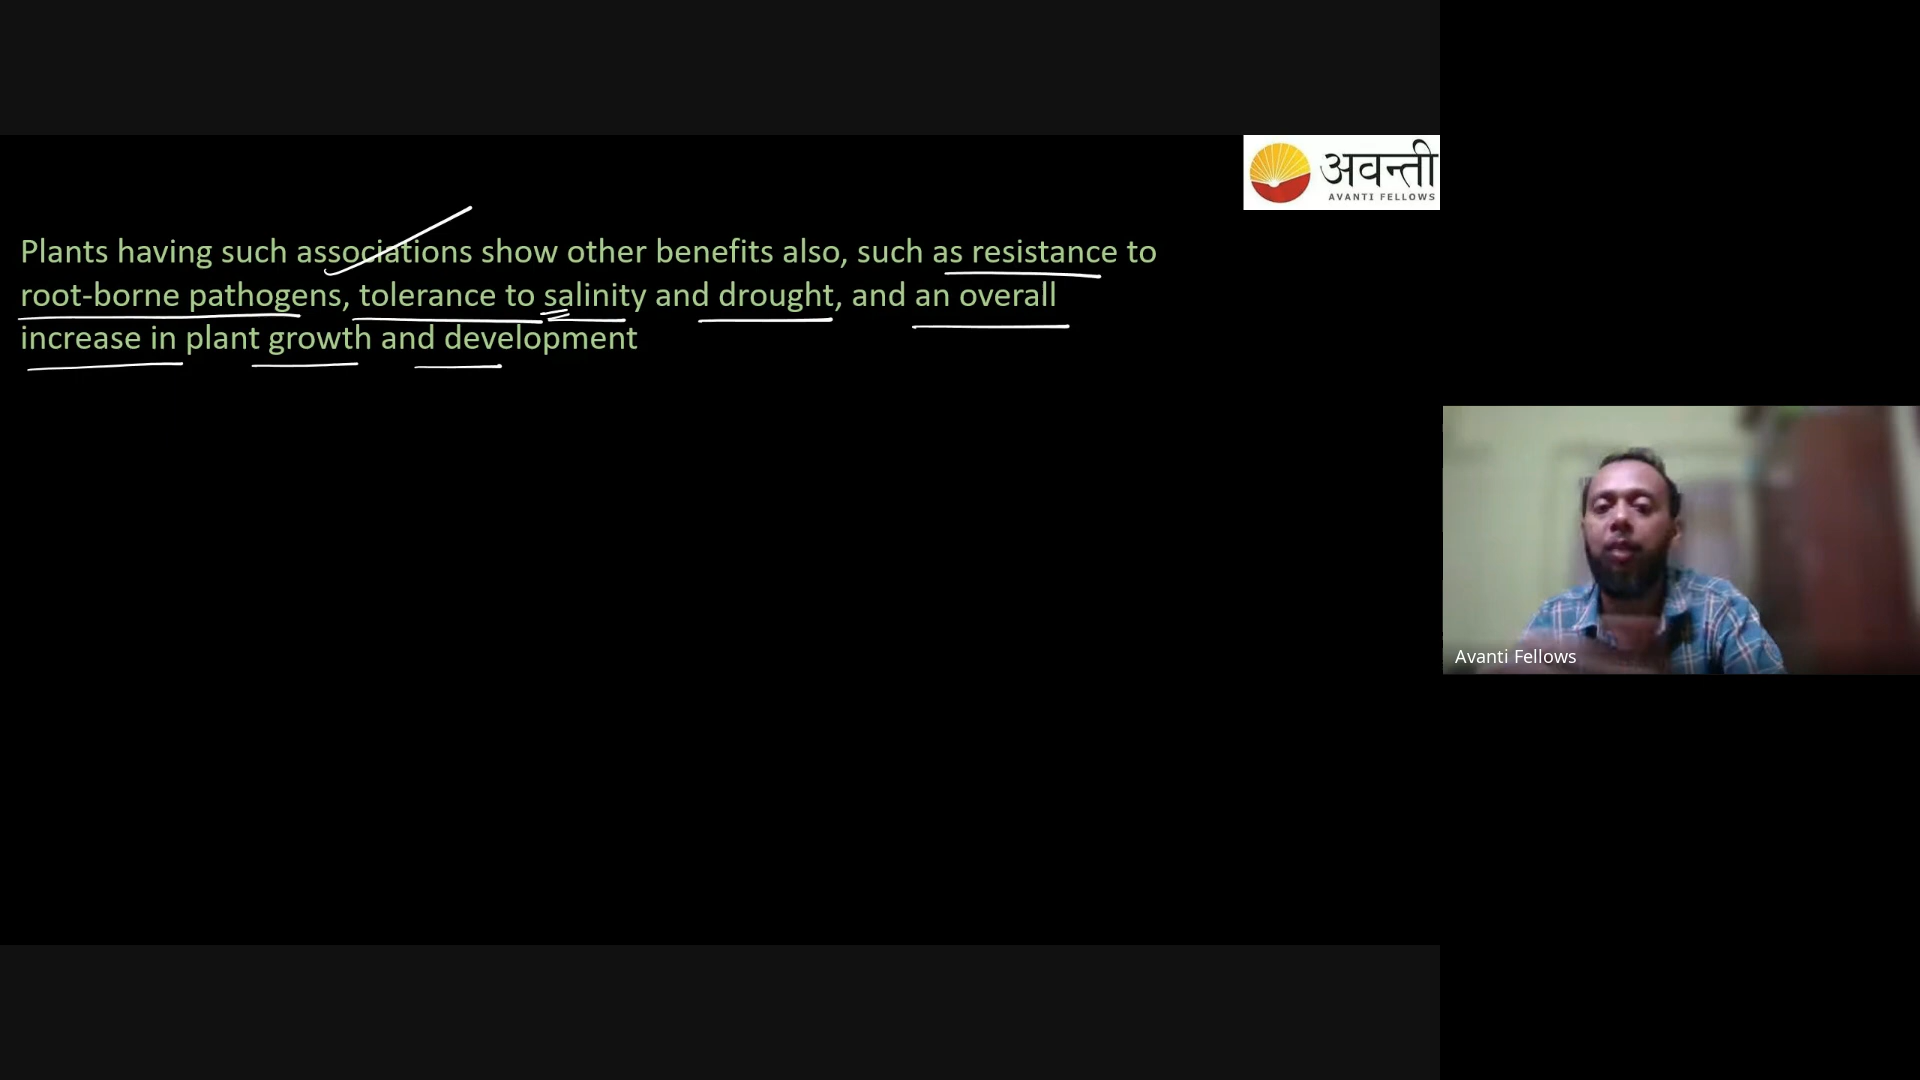 अवन्ती
AVANTI FELLOWS
Plants having such associations show other benefits also, such as resistance to
root-borne pathogens, tolerance to salinity and drought, and an overall
increase in plant growth and development
Avanti Fellows